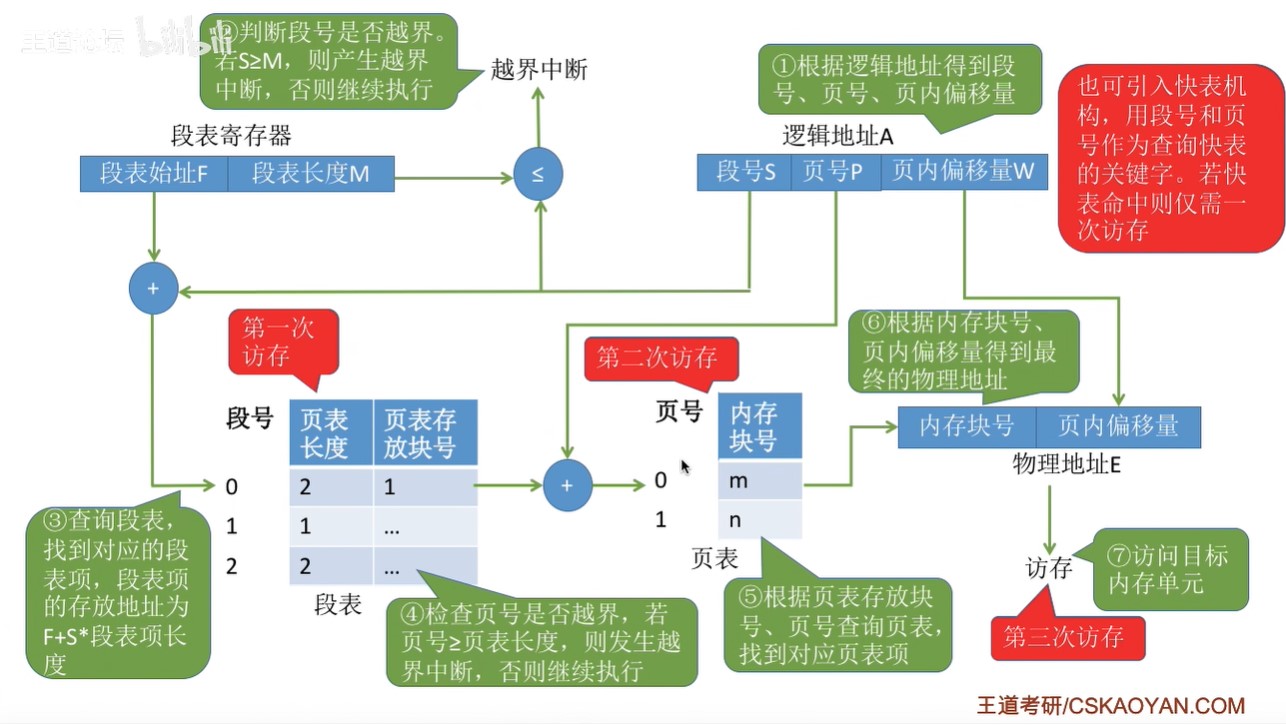 bilibili
②判断段号是否越界。
若S≥M，则产生越界
中断，否则继续执行
越界中断
①根据逻辑地址得到段
号、页号、页内偏移量
也可引入快表机
构，用段号和页
号作为查询快表
的关键字。若快
表命中则仅需一
次访存
段表寄存器
段表始址F
段表长度M
≤
逻辑地址A
段号S
页号P
页内偏移量W
+
第一次
访存
第二次访存
⑥根据内存块号、
页内偏移量得到最
终的物理地址
段号
页表
长度
页表存
放块号
0 2 1
1 1 ...
2 2 ...
段表
+
页号
内存
块号
0 m
1 n
页表
内存块号
页内偏移量
物理地址E
访存
③查询段表，
找到对应的段
表项，段表项
的存放地址为
F+S*段表项长
度
④检查页号是否越界，若
页号≥页表长度，则发生越
界中断，否则继续执行
⑤根据页表存放块
号、页号查询页表，
找到对应页表项
⑦访问目标
内存单元
第三次访存
王道考研/CSKAOYAN.COM